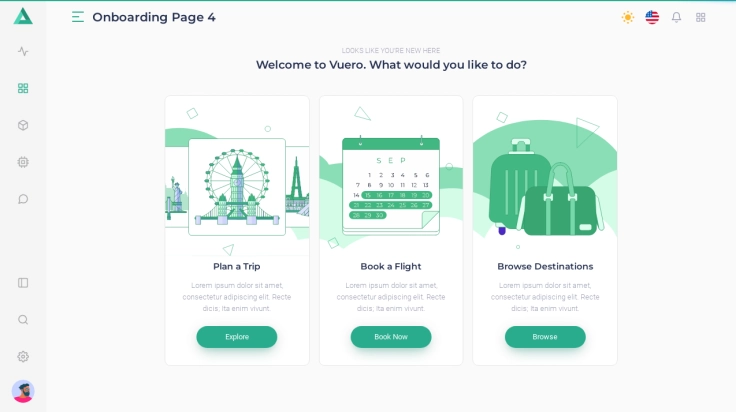 Onboarding Page 4
LOOKS LIKE YOU'RE NEW HERE
Welcome to Vuero. What would you like to do?
SEP
1 2 3 4 5 6
7 8 9 10 11 12 13
14 15 16 17 18 19 20
21 22 23 24 25 26 27
28 29 30
Plan a Trip
Lorem ipsum dolor sit amet,
consectetur adipiscing elit. Recte
dicis; Ita enim vivunt.
Explore
Book a Flight
Lorem ipsum dolor sit amet,
consectetur adipiscing elit. Recte
dicis; Ita enim vivunt.
Book Now
Browse Destinations
Lorem ipsum dolor sit amet,
consectetur adipiscing elit. Recte
dicis; Ita enim vivunt.
Browse